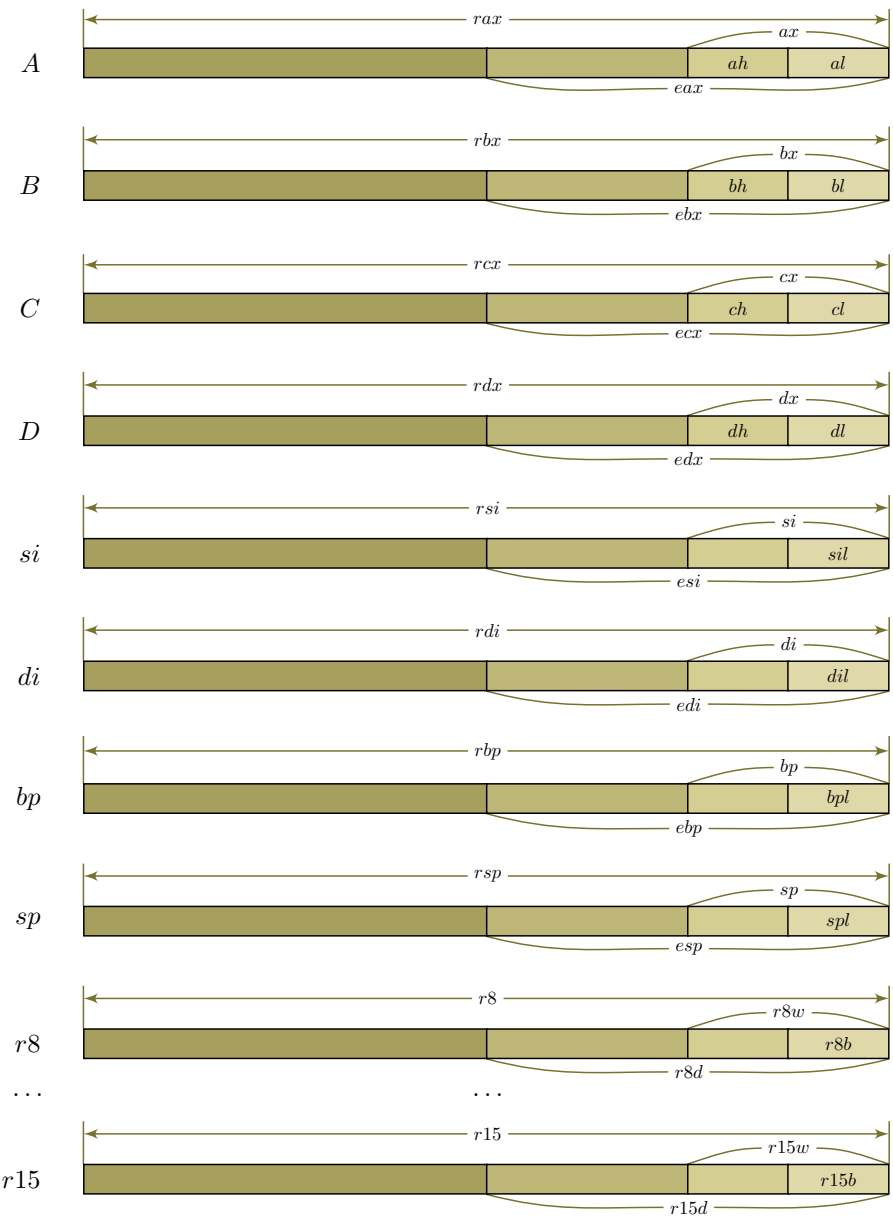 rax
ax
A
ah al
eax
rbx
bx
B
bh bl
ebx
rcx
cx
C
ch cl
ecx
rdx
dx
D
dh dl
edx
rsi
si
si
sil
esi
rdi
di
di
dil
edi
rbp
bp
bp
bpl
ebp
rsp
sp
sp
spl
esp
r8
r8w
r8
r8b
r8d
... ...
r15
r15w
r15
r15b
r15d